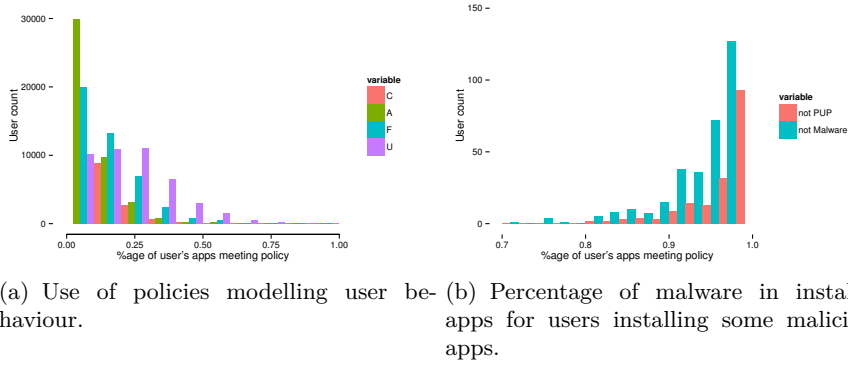 30000
20000
10000
0
User count
0.00 0.25 0.50 0.75 1.00
%age of user's apps meeting policy
variable
C
A
F
U
150
100
50
0
User count
0.7 0.8 0.9 1.0
%age of user's apps meeting policy
variable
not PUP
not Malware
(a) Use of policies modelling user be-
haviour.
(b) Percentage of malware in instal
apps for users installing some malici
apps.